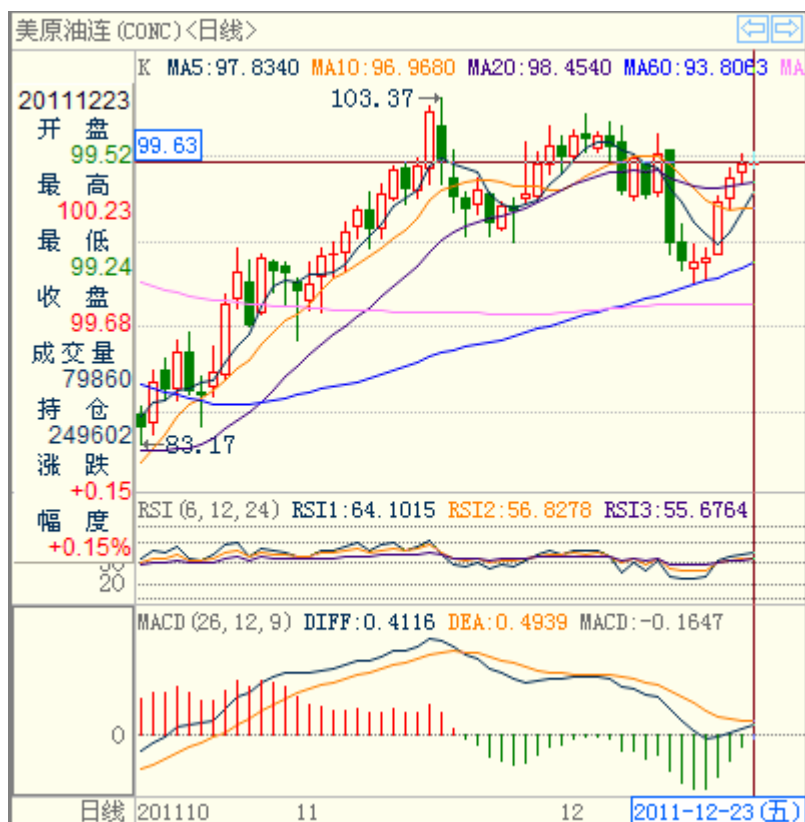 美原油连(CONC)<日线>
K MA5:97.8340 MA10:96.9680 MA20:98.4540 MA60:93.8063 MA
20111223
开 盘
99.52
最 高
100.23
最 低
99.24
收 盘
99.68
成交量
79860
持 仓
249602
涨 跌
+0.15
幅 度
+0.15%
99.63
103.37
83.17
RSI(6,12,24) RSI1:64.1015 RSI2:56.8278 RSI3:55.6764
20
MACD(26,12,9) DIFF:0.4116 DEA:0.4939 MACD:-0.1647
0
日线 201110 11 12 2011-12-23(五)